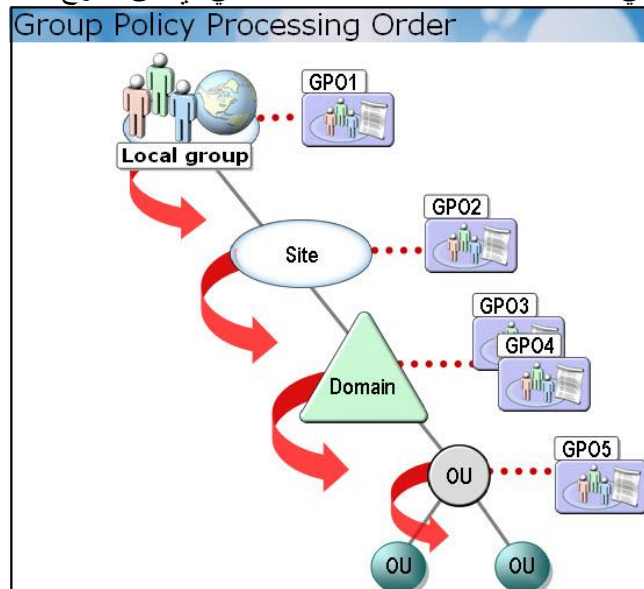 Group Policy Processing Order
GPO1
Local group
GPO2
Site
GPO3
GPO4
Domain
GPO5
OU
OU
OU